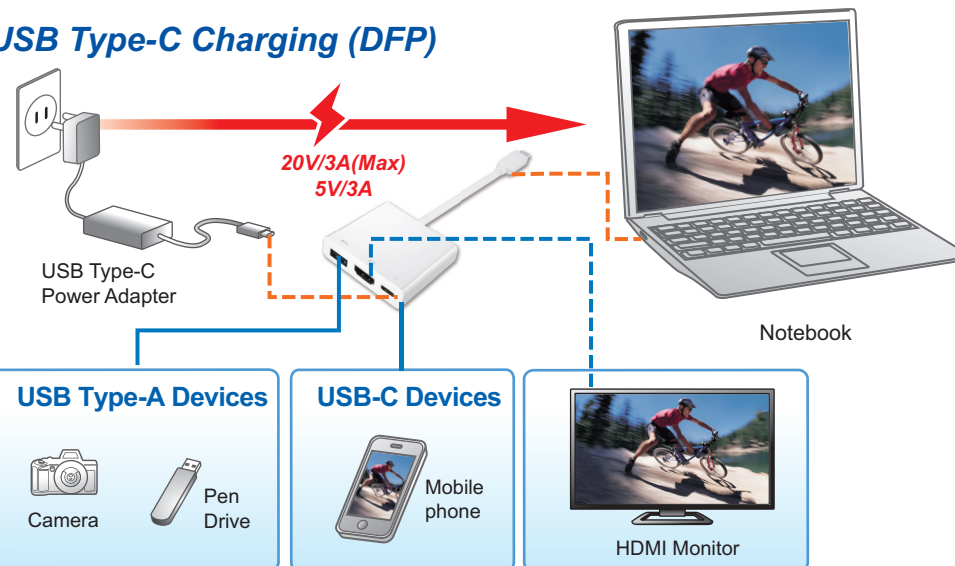 USB Type-C Charging (DFP)
20V/3A(Max)
5V/3A
USB Type-C
Power Adapter
Notebook
USB Type-A Devices
Camera
Pen
Drive
USB-C Devices
Mobile
phone
HDMI Monitor